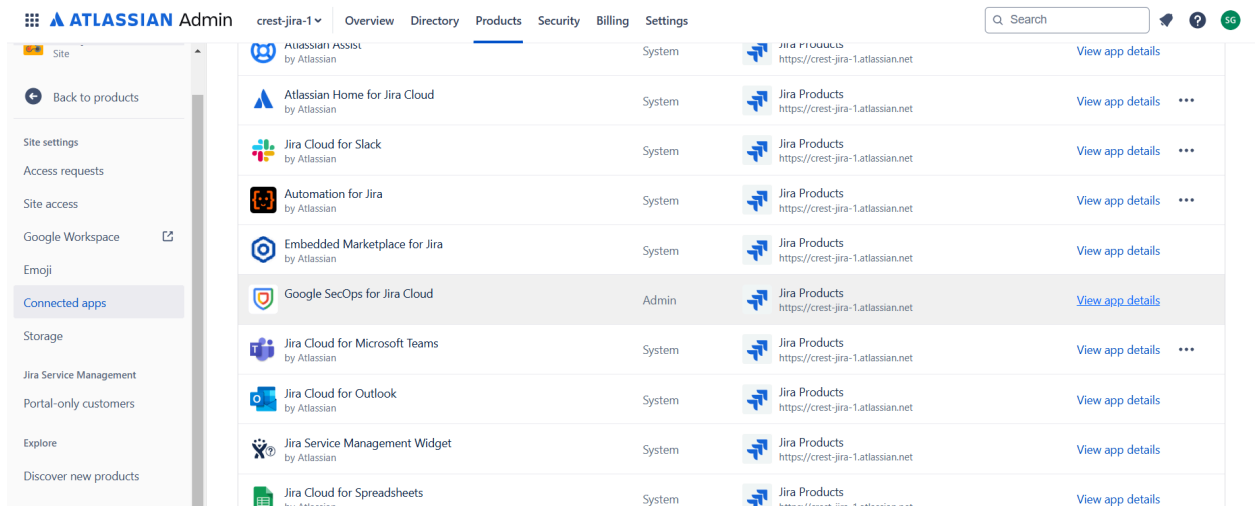 ATLASSIAN Admin
crest-jira-1
Overview
Directory
Products
Security
Billing
Settings
Search
SG
Site
Back to products
Site settings
Access requests
Site access
Google Workspace
Emoji
Connected apps
Storage
Jira Service Management
Portal-only customers
Explore
Discover new products
Atlassian Assist
by Atlassian
System
Jira Products
https://crest-jira-1.atlassian.net
View app details
Atlassian Home for Jira Cloud
by Atlassian
System
Jira Products
https://crest-jira-1.atlassian.net
View app details
Jira Cloud for Slack
by Atlassian
System
Jira Products
https://crest-jira-1.atlassian.net
View app details
Automation for Jira
by Atlassian
System
Jira Products
https://crest-jira-1.atlassian.net
View app details
Embedded Marketplace for Jira
by Atlassian
System
Jira Products
https://crest-jira-1.atlassian.net
View app details
Google SecOps for Jira Cloud
Admin
Jira Products
https://crest-jira-1.atlassian.net
View app details
Jira Cloud for Microsoft Teams
by Atlassian
System
Jira Products
https://crest-jira-1.atlassian.net
View app details
Jira Cloud for Outlook
by Atlassian
System
Jira Products
https://crest-jira-1.atlassian.net
View app details
Jira Service Management Widget
by Atlassian
System
Jira Products
https://crest-jira-1.atlassian.net
View app details
Jira Cloud for Spreadsheets
by Atlassian
System
Jira Products
https://crest-jira-1.atlassian.net
View app details